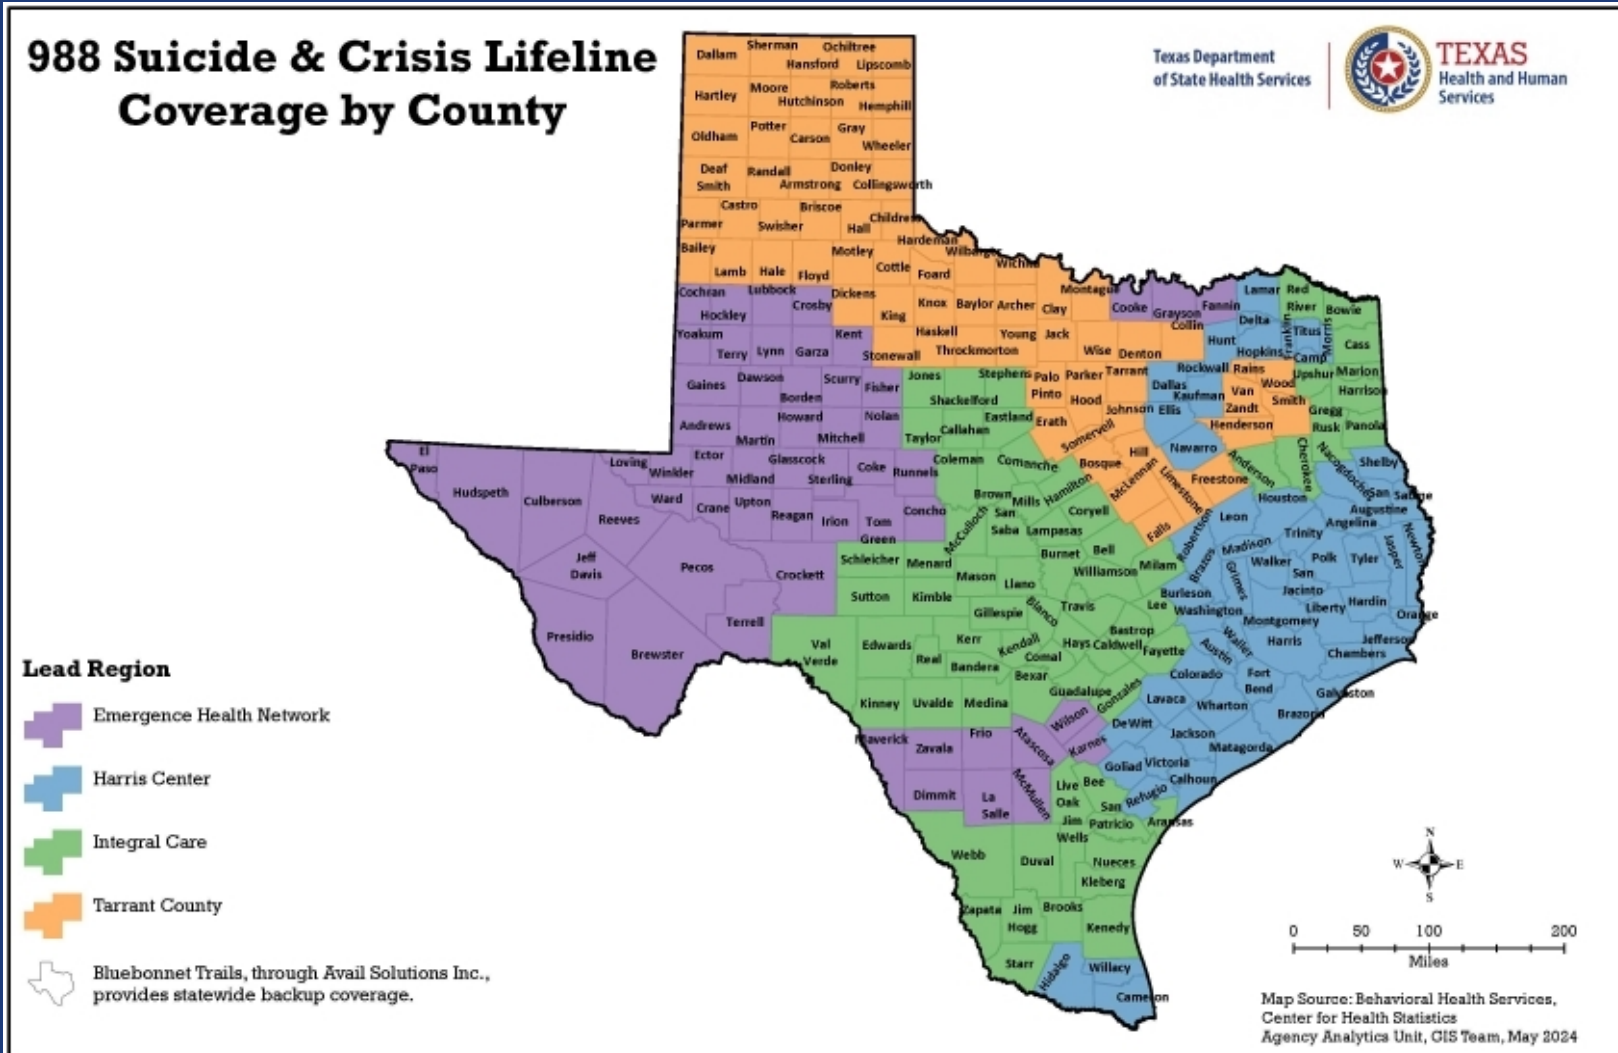 988 Suicide & Crisis Lifeline
Coverage by County
Texas Department
of State Health Services
TEXAS
Health and Human
Services
Dallam
Sherman
Ochiltree
Hansford
Lipscomb
Hartley
Moore
Roberts
Hutchinson
Hemphill
Oldham
Potter
Carson
Gray
Wheeler
Deaf
Smith
Randall
Donley
Armstrong
Collingsworth
Castro
Briscoe
Childress
Parmer
Swisher
Hall
Hardeman
Bailey
Motley
Wilbarger
Lamb
Hale
Floyd
Cottle
Foard
Wichita
Cochran
Lubbock
Dickens
Montague
Crosby
Hockley
King
Knox
Baylor
Archer
Clay
Cooke
Grayson
Fannin
Lamar
Red
River
Bowie
Yoakum
Kent
Haskell
Young
Jack
Collin
Delta
Franklin
Titus
Morris
Terry
Lynn
Garza
Stonewall
Throckmorton
Wise
Denton
Hunt
Hopkins
Camp
Cass
Gaines
Dawson
Scurry
Fisher
Jones
Stephens
Palo
Pinto
Parker
Tarrant
Rockwall
Rains
Upshur
Marion
Borden
Shackelford
Hood
Dallas
Kaufman
Van
Zandt
Wood
Smith
Harrison
Andrews
Howard
Nolan
Eastland
Erath
Johnson
Ellis
Henderson
Gregg
Martin
Mitchell
Taylor
Callahan
Somervell
Rusk
Panola
El
Paso
Loving
Winkler
Ector
Glasscock
Coke
Runnels
Coleman
Comanche
Bosque
Hill
Navarro
Anderson
Cherokee
Nacogdoches
Shelby
Midland
Sterling
Hudspeth
Culberson
Ward
Crane
Upton
Reagan
Irion
Tom
Green
Concho
Brown
Mills
Hamilton
McLennan
Limestone
Freestone
Houston
San
Augustine
Sabine
Reeves
McCulloch
San
Saba
Lampasas
Coryell
Falls
Robertson
Leon
Angelina
Trinity
Newton
Jasper
Jeff
Davis
Pecos
Crockett
Schleicher
Menard
Burnet
Bell
Milam
Brazos
Madison
Walker
Polk
Tyler
Mason
Llano
Williamson
Grimes
San
Jacinto
Sutton
Kimble
Gillespie
Blanco
Travis
Lee
Burleson
Washington
Montgomery
Liberty
Hardin
Orange
Presidio
Brewster
Terrell
Val
Verde
Edwards
Kerr
Kendall
Hays
Bastrop
Caldwell
Fayette
Austin
Waller
Harris
Jefferson
Chambers
Real
Bandera
Comal
Bexar
Colorado
Fort
Bend
Kinney
Uvalde
Medina
Guadalupe
Gonzales
Lavaca
Wharton
Galveston
Brazoria
Maverick
Zavala
Frio
Atascosa
Wilson
Karnes
DeWitt
Jackson
Matagorda
Goliad
Victoria
Calhoun
Dimmit
La
Salle
McMullen
Live
Oak
Bee
Refugio
San
Patricio
Aransas
Jim
Wells
Webb
Duval
Nueces
Kleberg
Zapata
Jim
Hogg
Brooks
Kenedy
Starr
Hidalgo
Willacy
Cameron
Lead Region
Emergence Health Network
Harris Center
Integral Care
Tarrant County
Bluebonnet Trails, through Avail Solutions Inc.,
provides statewide backup coverage.
N
W
E
S
0 50 100 200
Miles
Map Source: Behavioral Health Services,
Center for Health Statistics
Agency Analytics Unit, GIS Team, May 2024